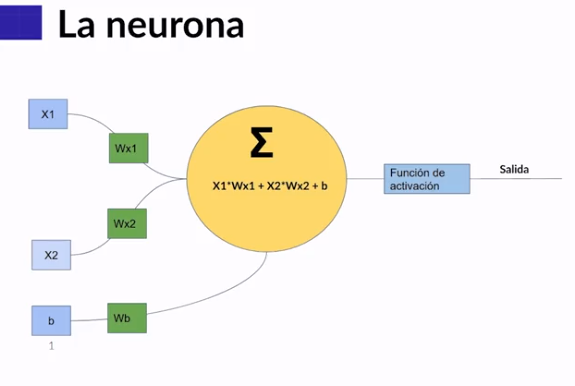 La neurona
X1
Wx1
Σ
X1*Wx1 + X2*Wx2 + b
Función de
activación
Salida
Wx2
X2
b
Wb
1